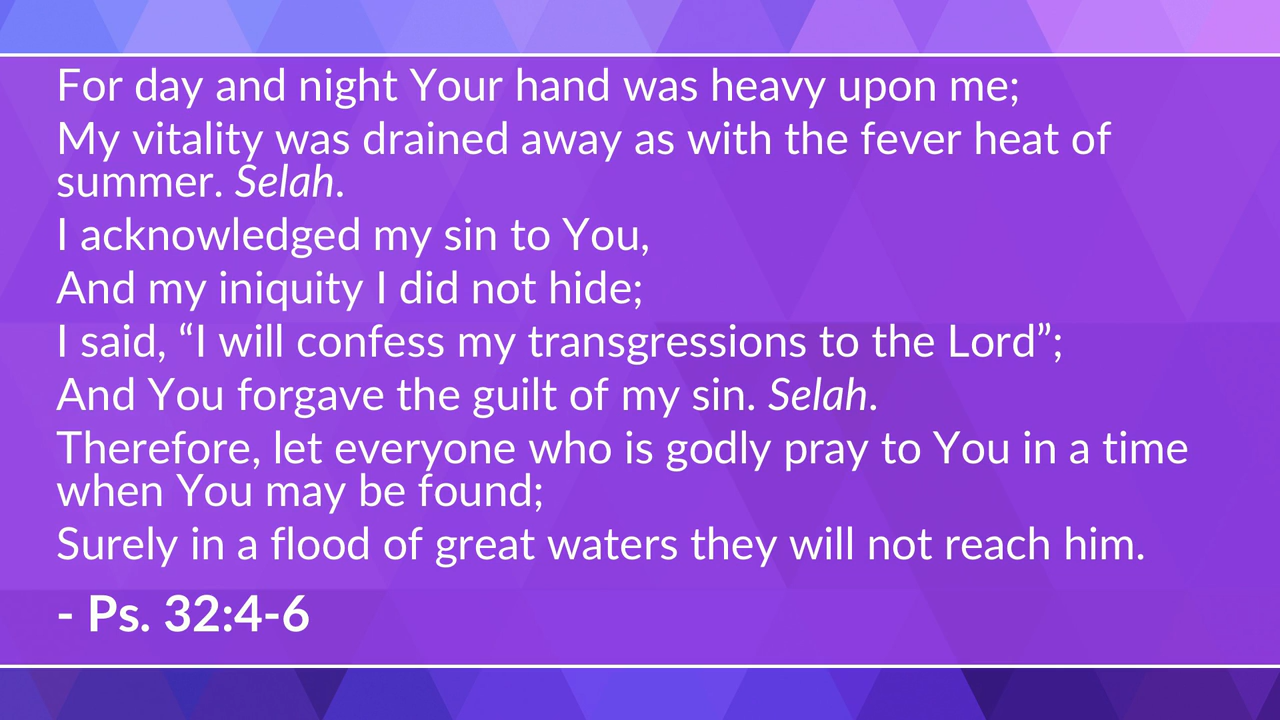 For day and night Your hand was heavy upon me;
My vitality was drained away as with the fever heat of
summer. Selah.
I acknowledged my sin to You,
And my iniquity I did not hide;
I said, “I will confess my transgressions to the Lord”;
And You forgave the guilt of my sin. Selah.
Therefore, let everyone who is godly pray to You in a time
when You may be found;
Surely in a flood of great waters they will not reach him.
- Ps. 32:4-6